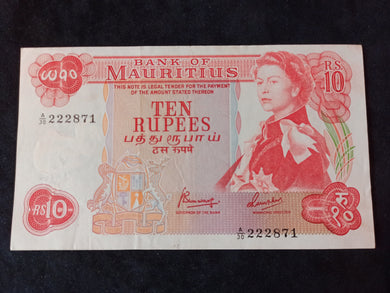 BANK OF
MAURITIUS
RS
10
THIS NOTE IS LEGAL TENDER FOR THE PAYMENT
OF THE AMOUNT STATED THEREON
A/30 222871
TEN
RUPEES
பத்து ரூபாய்
दस रुपये
RS 10
GOVERNOR OF THE BANK
MANAGING DIRECTOR
A/30 222871